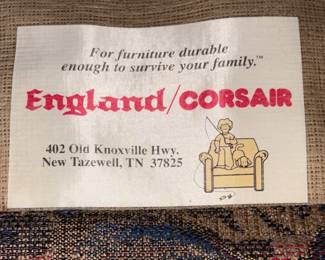 For furniture durable
enough to survive your family.™
England/CORSAIR
402 Old Knoxville Hwy.
New Tazewell, TN 37825